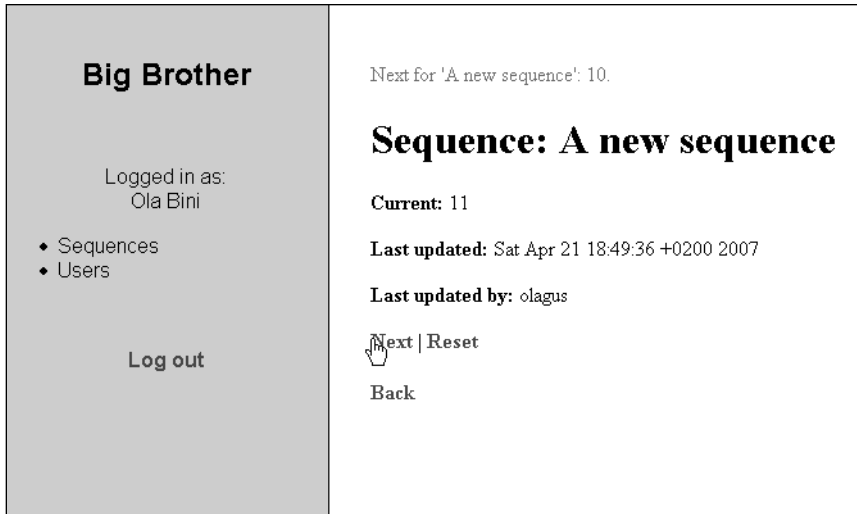 Big Brother
Logged in as:
Ola Bini
Sequences
Users
Log out
Next for 'A new sequence': 10.
Sequence: A new sequence
Current: 11
Last updated: Sat Apr 21 18:49:36 +0200 2007
Last updated by: olagus
Next | Reset
Back